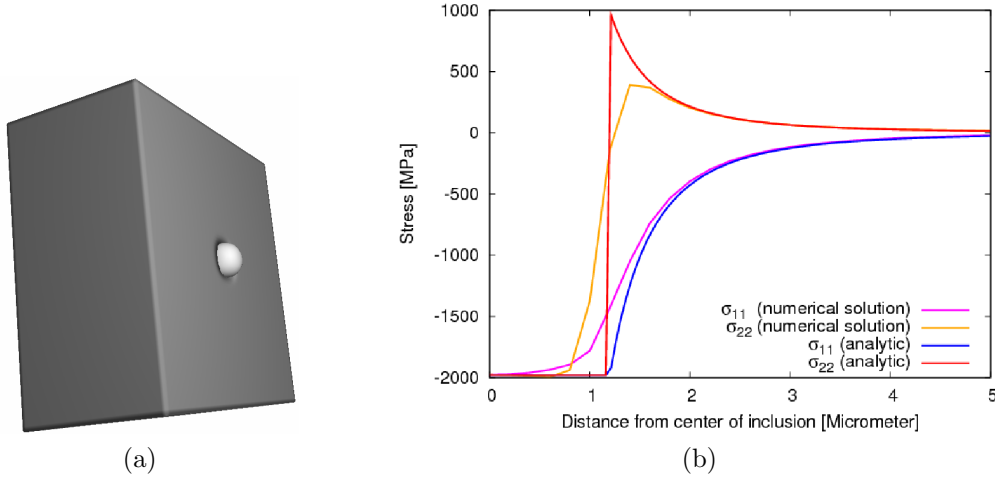 1000
500
0
-500
-1000
-1500
-2000
Stress [MPa]
σ11 (numerical solution)
σ22 (numerical solution)
σ11 (analytic)
σ22 (analytic)
0 1 2 3 4 5
Distance from center of inclusion [Micrometer]
(a) (b)